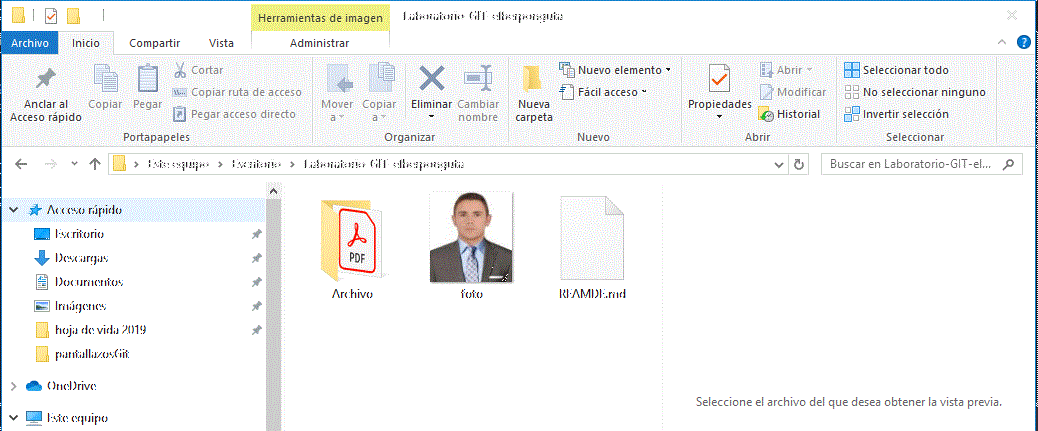 Herramientas de imagen Laboratorio-GIT-elberponguta
Archivo Inicio Compartir Vista Administrar
Anclar al Acceso rápido
Copiar
Pegar
Cortar
Copiar ruta de acceso
Pegar acceso directo
Portapapeles
Mover a
Copiar a
Eliminar
Cambiar nombre
Organizar
Nueva carpeta
Nuevo elemento
Fácil acceso
Nuevo
Propiedades
Abrir
Modificar
Historial
Abrir
Seleccionar todo
No seleccionar ninguno
Invertir selección
Seleccionar
Este equipo > Escritorio > Laboratorio-GIT-elberponguta
Buscar en Laboratorio-GIT-el...
Acceso rápido
Escritorio
Descargas
Documentos
Imágenes
hoja de vida 2019
pantallazosGit
OneDrive
Este equipo
PDF
Archivo
foto
REAMDE.md
Seleccione el archivo del que desea obtener la vista previa.